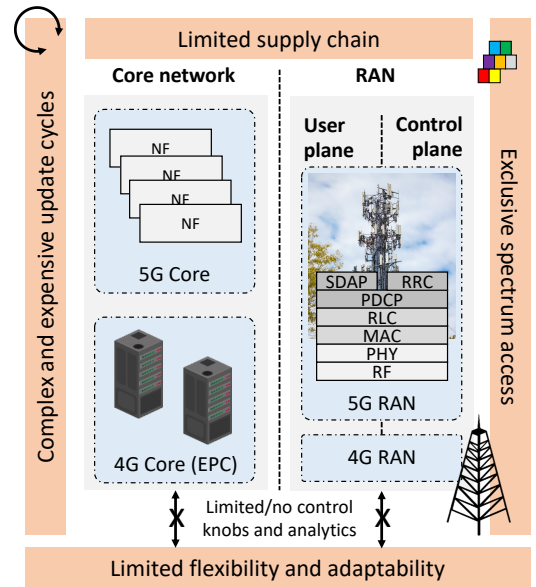 Limited supply chain
Complex and expensive update cycles
Core network
RAN
Exclusive spectrum access
User
plane
Control
plane
NF
NF
NF
NF
5G Core
SDAP
RRC
PDCP
RLC
MAC
PHY
RF
5G RAN
4G Core (EPC)
4G RAN
X
Limited/no control
knobs and analytics
X
Limited flexibility and adaptability